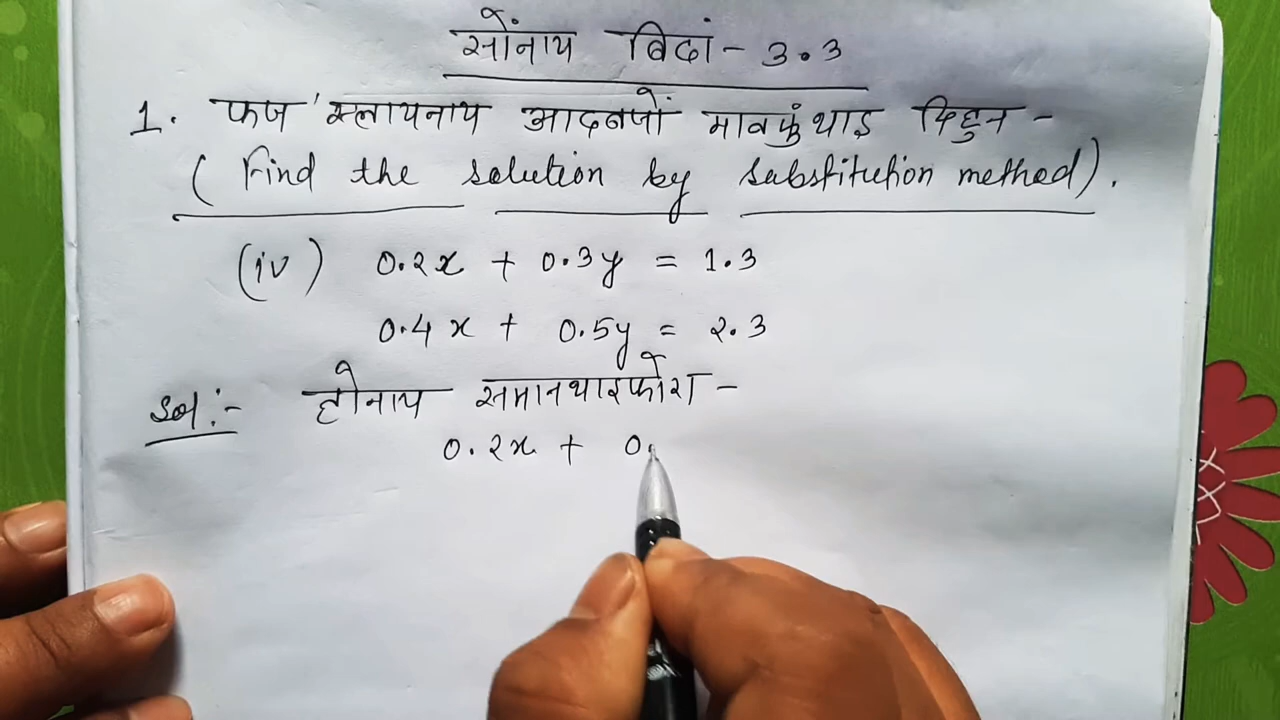 सोंनाय बिदां - 3.3
1. फज'स्लायनाय आदबजों मावफुंथाइ दिहुन -
( Find the solution by substitution method ).
(iv) 0.2x + 0.3y = 1.3
0.4x + 0.5y = 2.3
Sol :- होनाय समानथाइफोरा -
0.2x + 0.